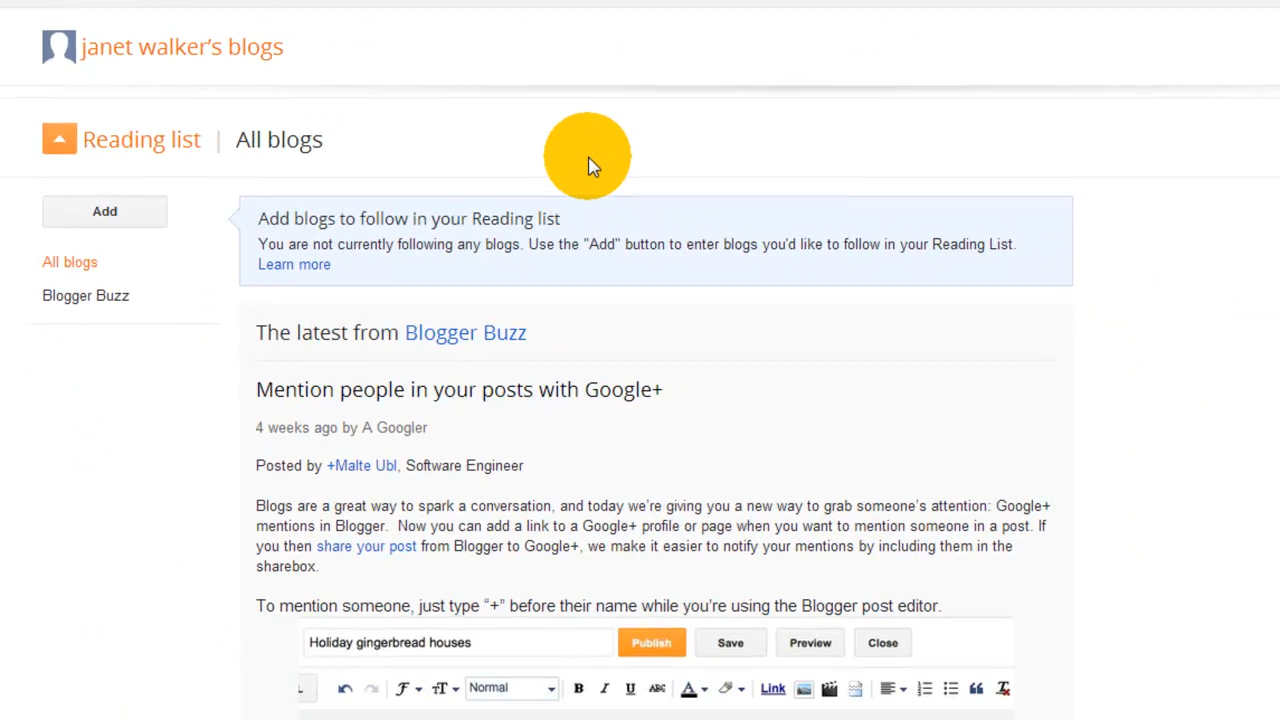 janet walker's blogs
Reading list | All blogs
Add
All blogs
Blogger Buzz
Add blogs to follow in your Reading list
You are not currently following any blogs. Use the "Add" button to enter blogs you'd like to follow in your Reading List.
Learn more
The latest from Blogger Buzz
Mention people in your posts with Google+
4 weeks ago by A Googler
Posted by +Malte Ubl, Software Engineer
Blogs are a great way to spark a conversation, and today we're giving you a new way to grab someone's attention: Google+
mentions in Blogger.  Now you can add a link to a Google+ profile or page when you want to mention someone in a post. If
you then share your post from Blogger to Google+, we make it easier to notify your mentions by including them in the
sharebox.
To mention someone, just type “+” before their name while you're using the Blogger post editor.
Holiday gingerbread houses Publish Save Preview Close
F TT Normal B I U ABC A Link